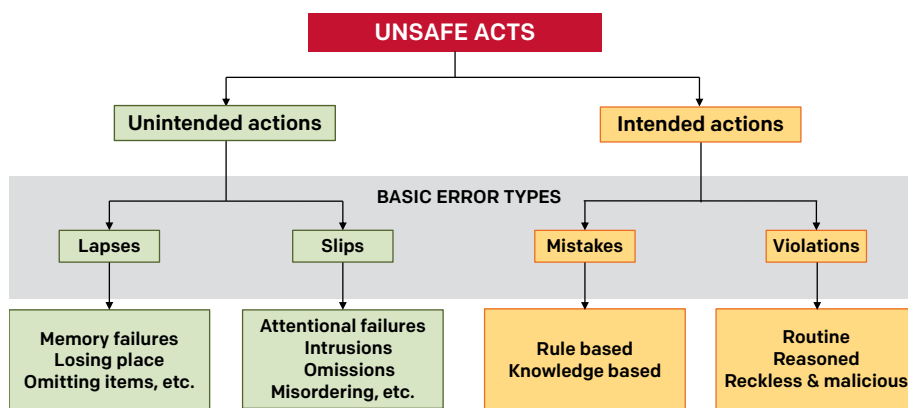 UNSAFE ACTS
Unintended actions
Intended actions
BASIC ERROR TYPES
Lapses
Slips
Mistakes
Violations
Memory failures
Losing place
Omitting items, etc.
Attentional failures
Intrusions
Omissions
Misordering, etc.
Rule based
Knowledge based
Routine
Reasoned
Reckless & malicious